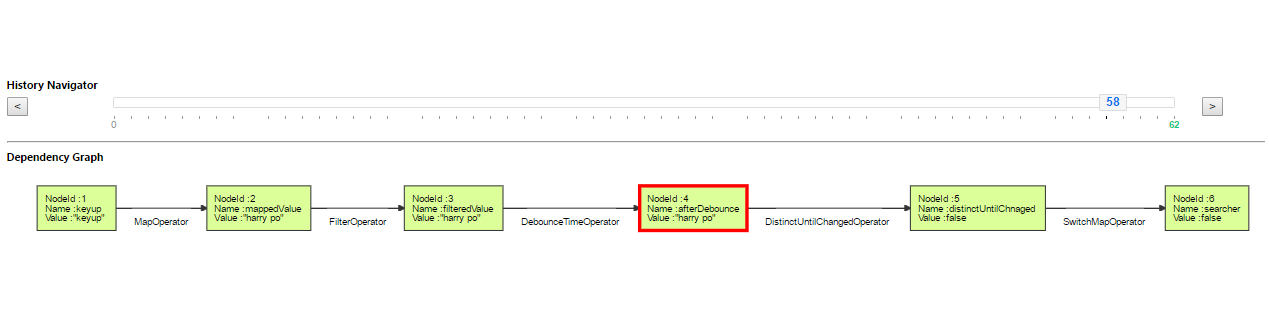 History Navigator
<
58
>
0
62
Dependency Graph
NodeId :1
Name :keyup
Value :"keyup"
MapOperator
NodeId :2
Name :mappedValue
Value :"harry po"
FilterOperator
NodeId :3
Name :filteredValue
Value :"harry po"
DebounceTimeOperator
NodeId :4
Name :afterDebounce
Value :"harry po"
DistinctUntilChangedOperator
NodeId :5
Name :distinctUntilChnaged
Value :false
SwitchMapOperator
NodeId :6
Name :searcher
Value :false